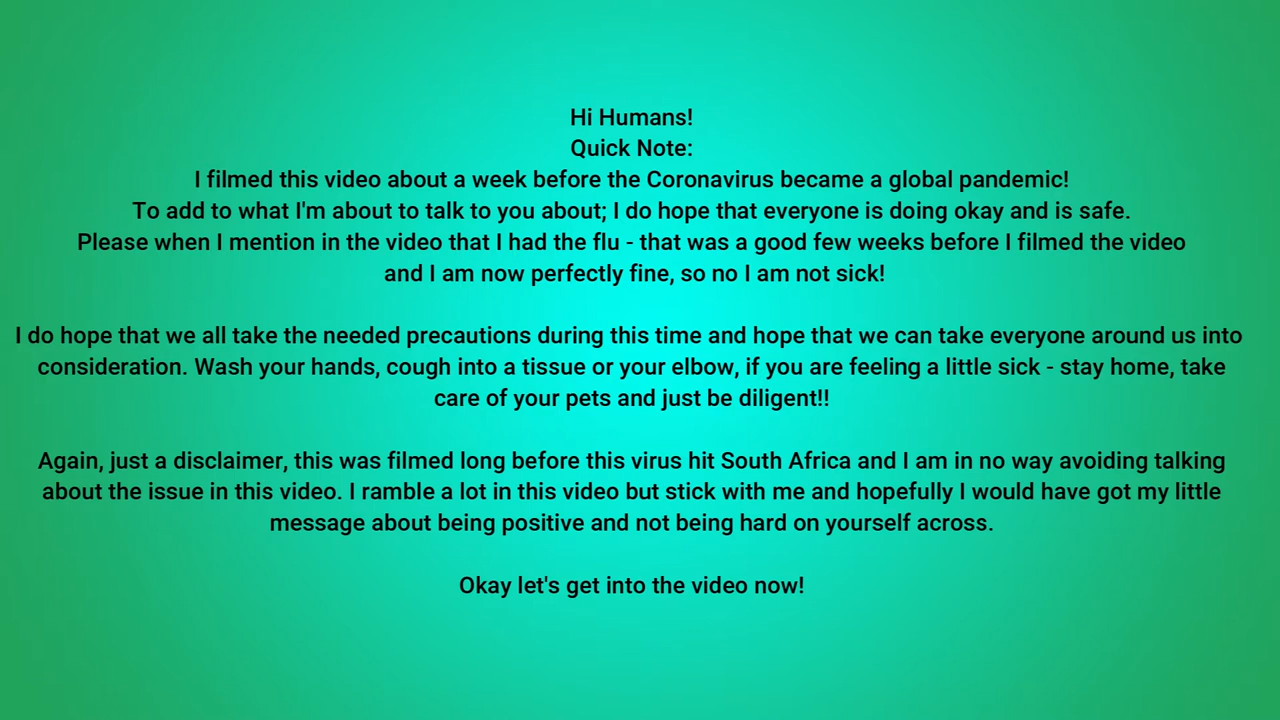 Hi Humans!
Quick Note:
I filmed this video about a week before the Coronavirus became a global pandemic!
To add to what I'm about to talk to you about; I do hope that everyone is doing okay and is safe.
Please when I mention in the video that I had the flu - that was a good few weeks before I filmed the video
and I am now perfectly fine, so no I am not sick!
I do hope that we all take the needed precautions during this time and hope that we can take everyone around us into
consideration. Wash your hands, cough into a tissue or your elbow, if you are feeling a little sick - stay home, take
care of your pets and just be diligent!!
Again, just a disclaimer, this was filmed long before this virus hit South Africa and I am in no way avoiding talking
about the issue in this video. I ramble a lot in this video but stick with me and hopefully I would have got my little
message about being positive and not being hard on yourself across.
Okay let's get into the video now!